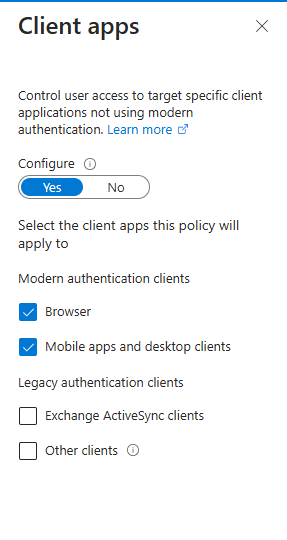 Client apps
Control user access to target specific client
applications not using modern
authentication. Learn more
Configure
Yes No
Select the client apps this policy will
apply to
Modern authentication clients
Browser
Mobile apps and desktop clients
Legacy authentication clients
Exchange ActiveSync clients
Other clients